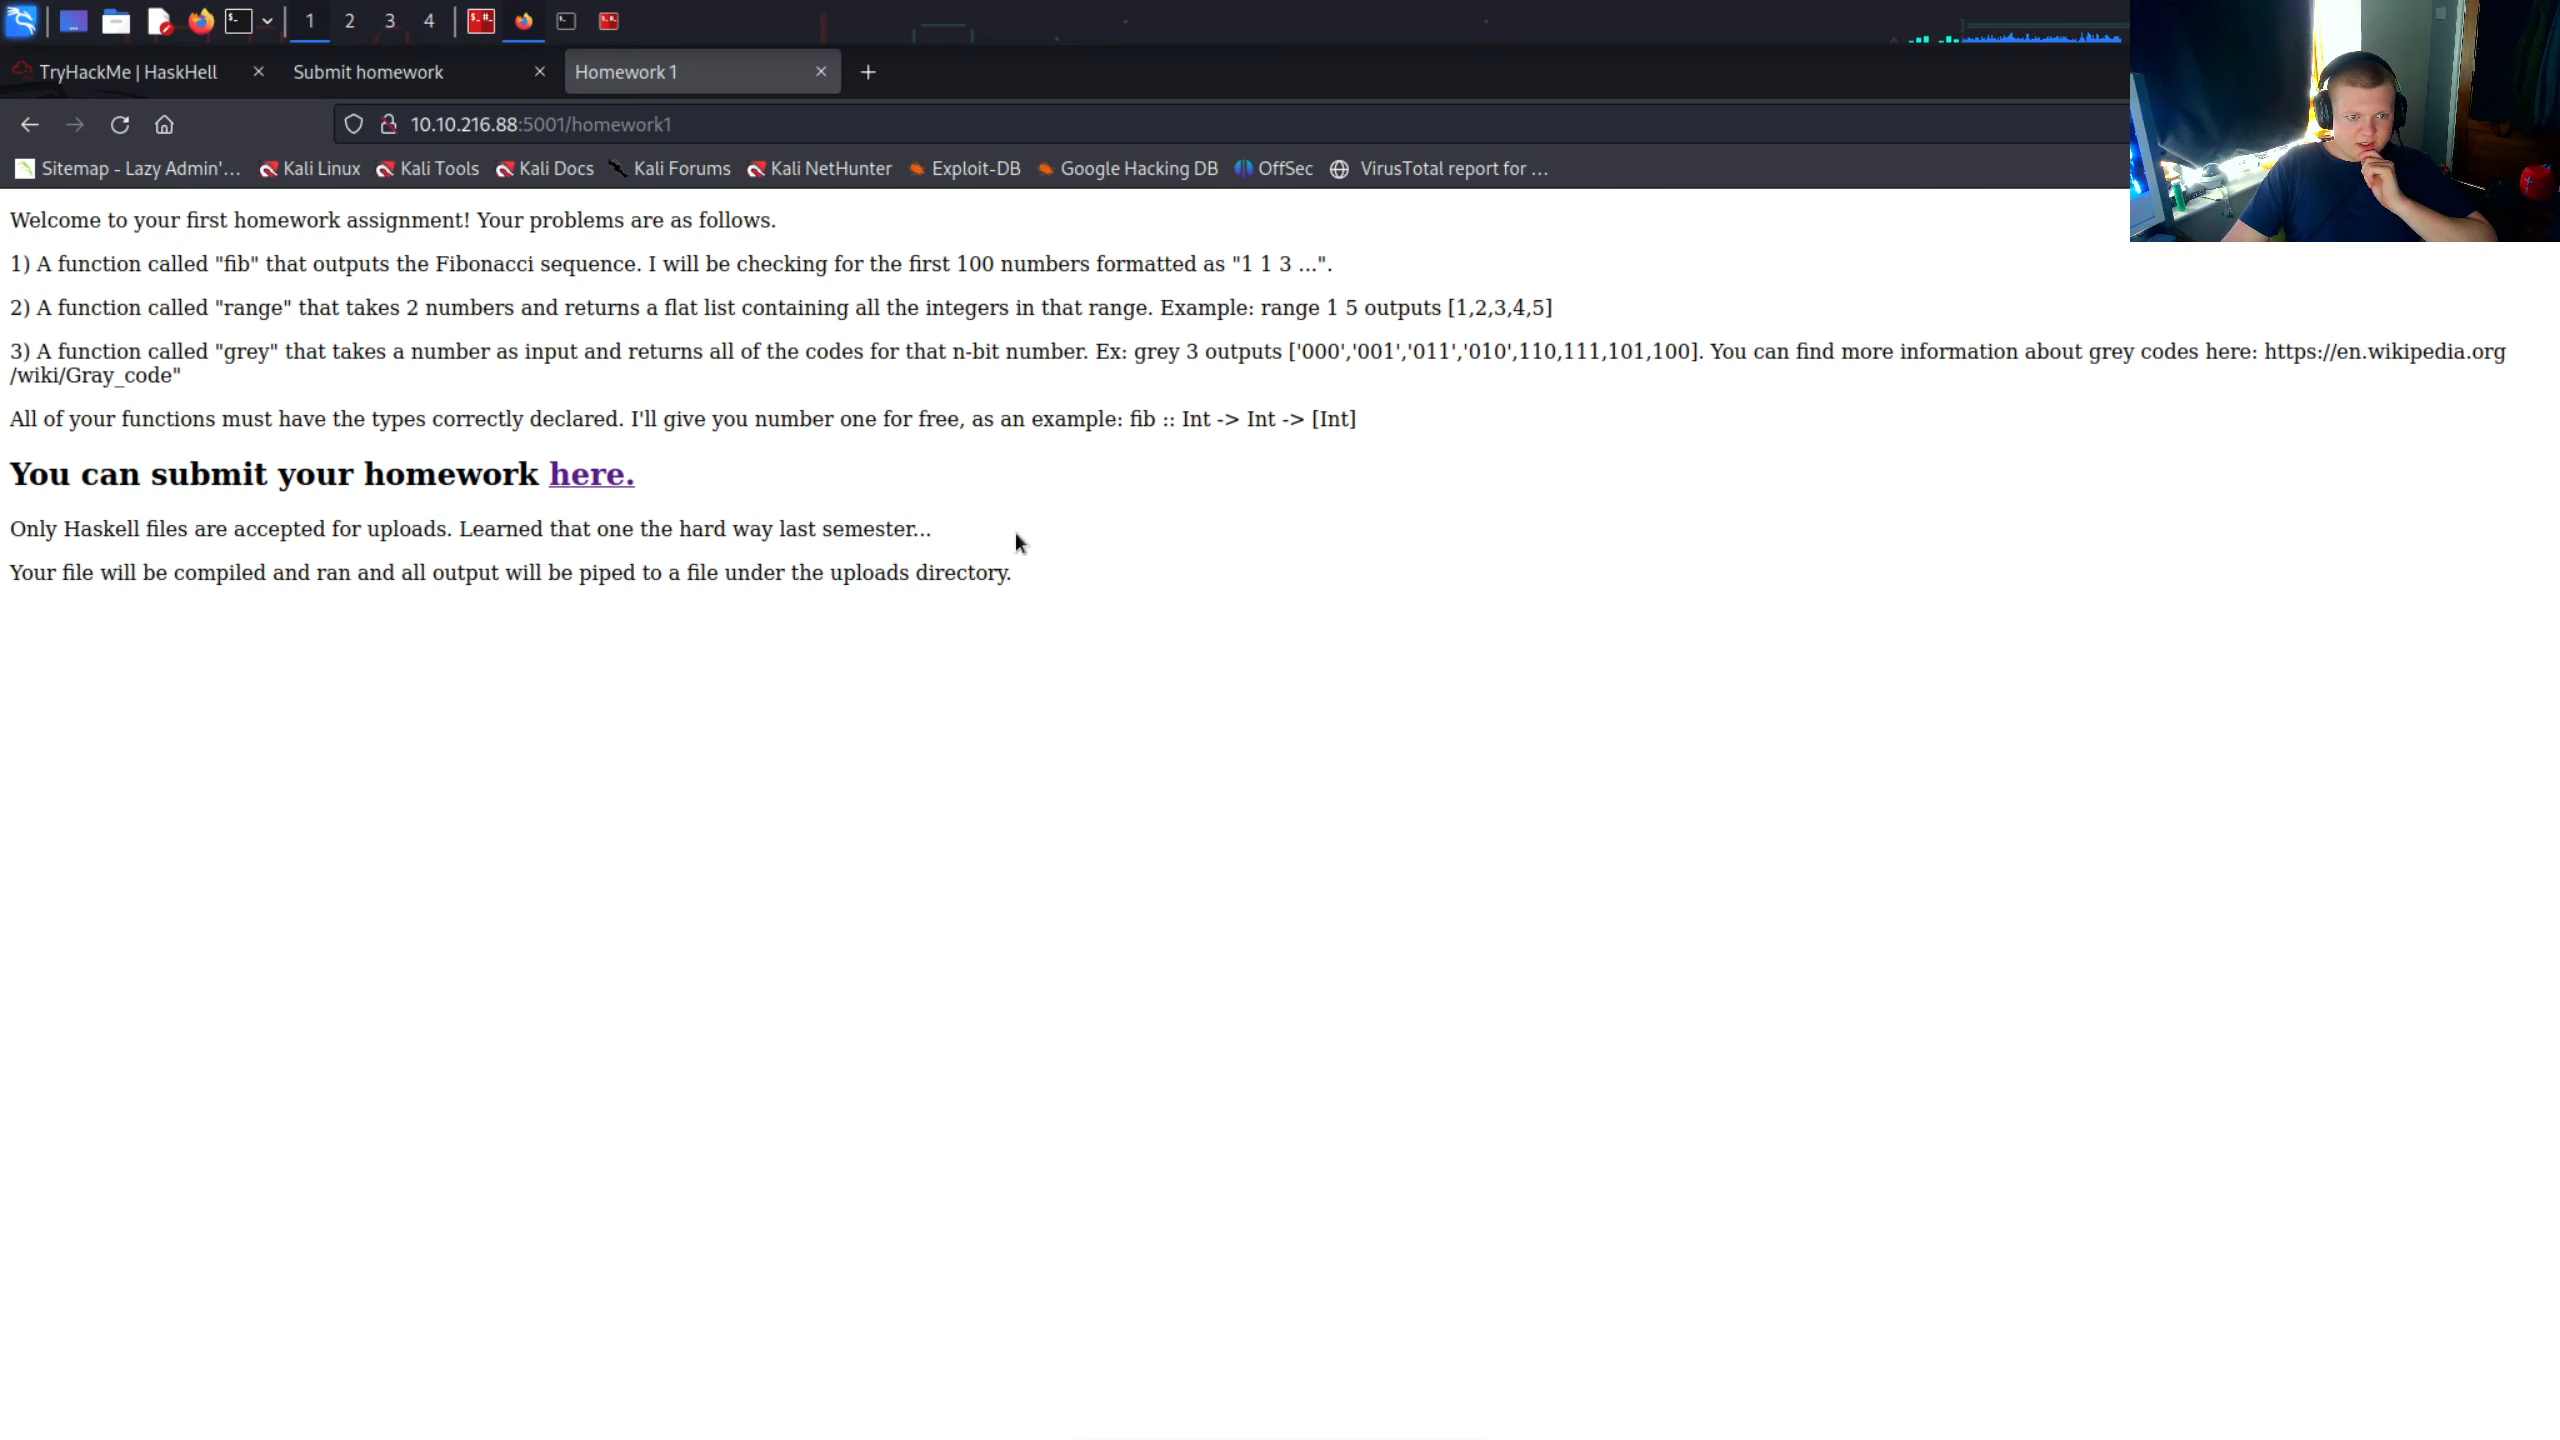 1 2 3 4
TryHackMe | HaskHell
Submit homework
Homework 1
10.10.216.88:5001/homework1
Sitemap - Lazy Admin'... Kali Linux Kali Tools Kali Docs Kali Forums Kali NetHunter Exploit-DB Google Hacking DB OffSec VirusTotal report for ...
Welcome to your first homework assignment! Your problems are as follows.
1) A function called "fib" that outputs the Fibonacci sequence. I will be checking for the first 100 numbers formatted as "1 1 3 ...".
2) A function called "range" that takes 2 numbers and returns a flat list containing all the integers in that range. Example: range 1 5 outputs [1,2,3,4,5]
3) A function called "grey" that takes a number as input and returns all of the codes for that n-bit number. Ex: grey 3 outputs ['000','001','011','010',110,111,101,100]. You can find more information about grey codes here: https://en.wikipedia.org
/wiki/Gray_code"
All of your functions must have the types correctly declared. I'll give you number one for free, as an example: fib :: Int -> Int -> [Int]
You can submit your homework here.
Only Haskell files are accepted for uploads. Learned that one the hard way last semester...
Your file will be compiled and ran and all output will be piped to a file under the uploads directory.